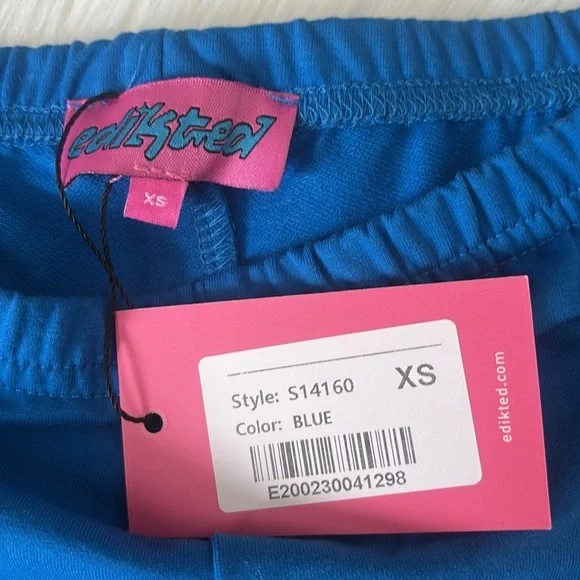 edikted
XS
Style: S14160 XS
Color: BLUE
E200230041298
edikted.com